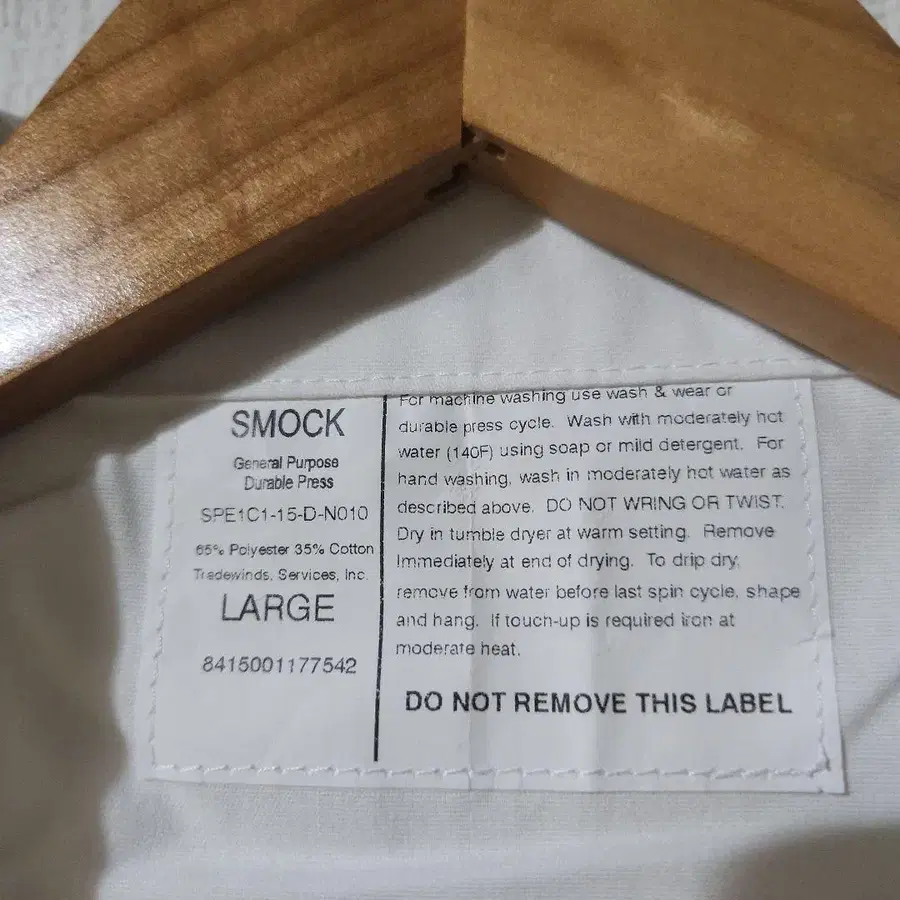 SMOCK
General Purpose
Durable Press
SPE1C1-15-D-N010
65% Polyester 35% Cotton
Tradewinds. Services, Inc.
LARGE
8415001177542
For machine washing use wash & wear or
durable press cycle. Wash with moderately hot
water (140F) using soap or mild detergent. For
hand washing, wash in moderately hot water as
described above. DO NOT WRING OR TWIST.
Dry in tumble dryer at warm setting. Remove
Immediately at end of drying. To drip dry,
remove from water before last spin cycle, shape
and hang. If touch-up is required iron at
moderate heat.
DO NOT REMOVE THIS LABEL